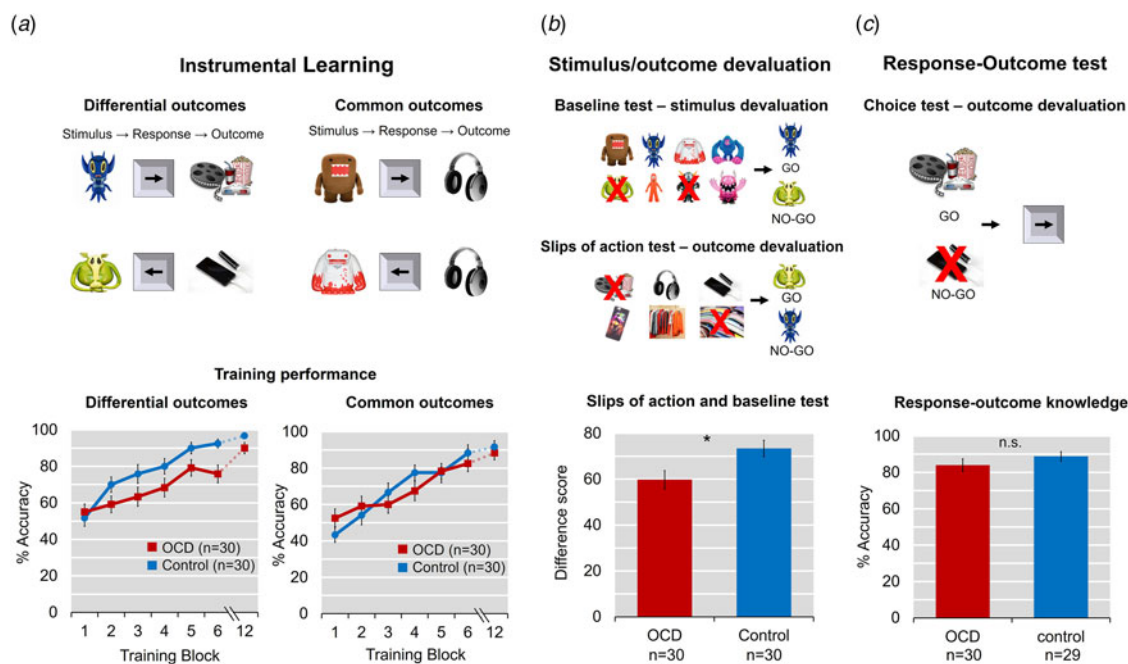 (a)
Instrumental Learning
Differential outcomes
Common outcomes
Stimulus → Response → Outcome
Stimulus → Response → Outcome
Training performance
Differential outcomes
Common outcomes
% Accuracy
100
80
60
40
20
0
OCD (n=30)
Control (n=30)
1 2 3 4 5 6 12
Training Block
% Accuracy
100
80
60
40
20
0
OCD (n=30)
Control (n=30)
1 2 3 4 5 6 12
Training Block
(b)
Stimulus/outcome devaluation
Baseline test – stimulus devaluation
GO
NO-GO
Slips of action test – outcome devaluation
GO
NO-GO
Slips of action and baseline test
Difference score
80
60
40
20
0
*
OCD
n=30
Control
n=30
(c)
Response-Outcome test
Choice test – outcome devaluation
GO
NO-GO
Response-outcome knowledge
% Accuracy
100
80
60
40
20
0
n.s.
OCD
n=30
control
n=29